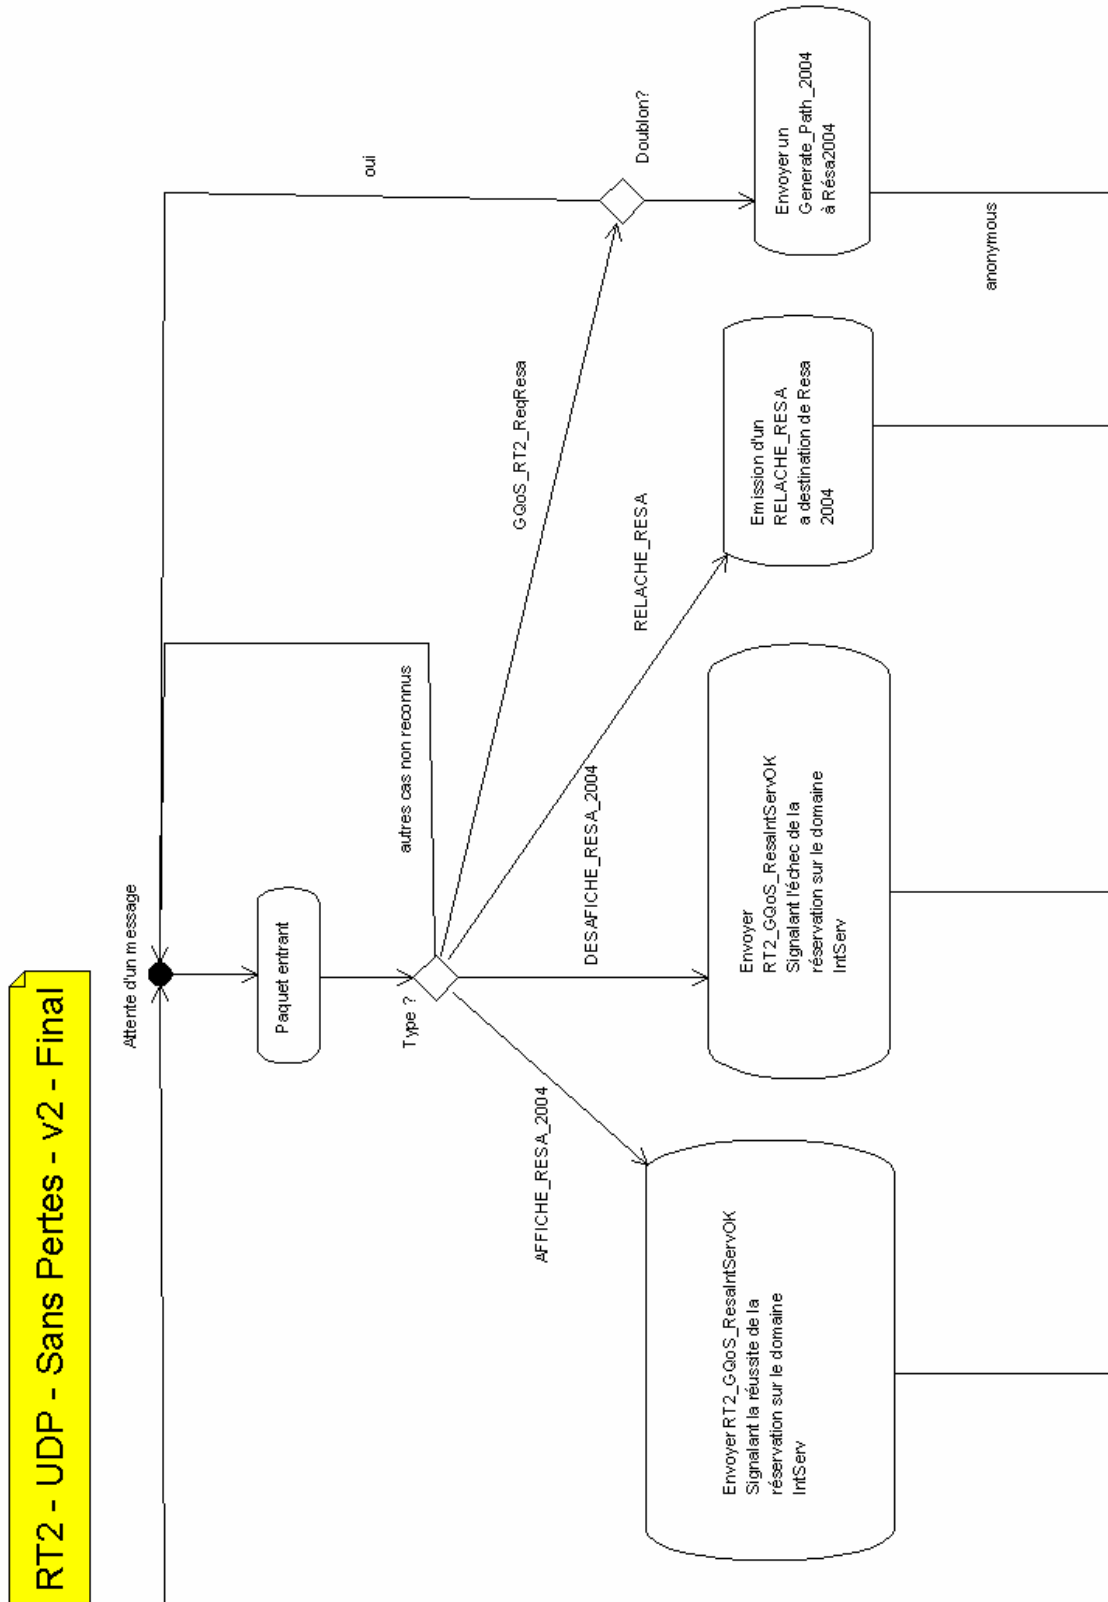 RT2 - UDP - Sans Pertes - v2 - Final
Attente d'un message
Paquet entrant
Type ?
autres cas non reconnus
oui
AFFICHE_RESA_2004
DESAFICHE_RESA_2004
RELACHE_RESA
GQoS_RT2_ReqResa
Doublon?
Envoyer RT2_GQoS_ResaIntServOK
Signalant la réussite de la
réservation sur le domaine
IntServ
Envoyer
RT2_GQoS_ResaIntServOK
Signalant l'échec de la
réservation sur le domaine
IntServ
Emission d'un
RELACHE_RESA
a destination de Resa
2004
Envoyer un
Generate_Path_2004
à Résa2004
anonymous